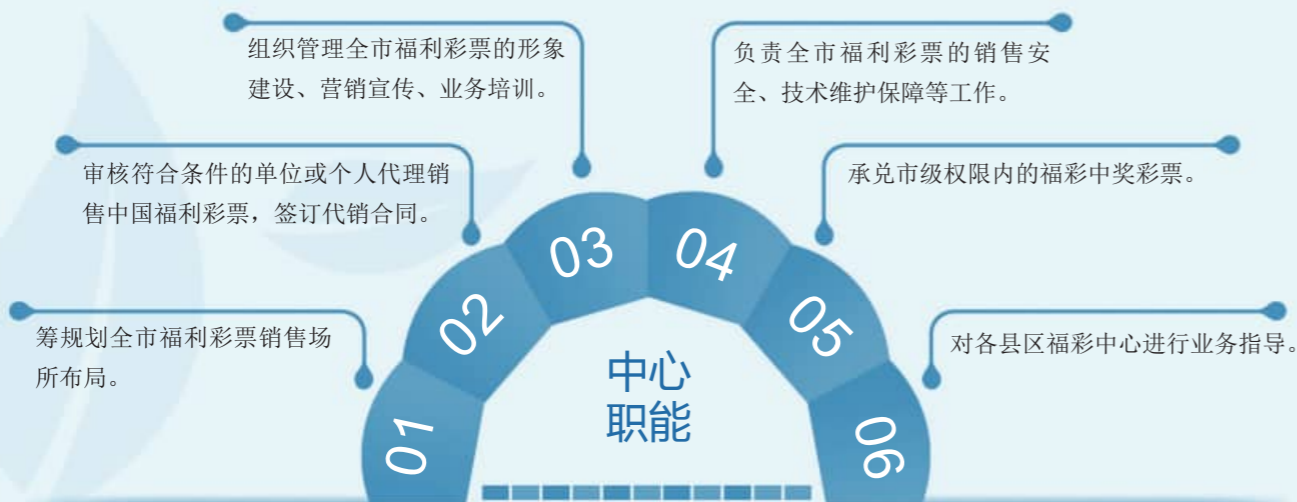 组织管理全市福利彩票的形象
建设、营销宣传、业务培训。
负责全市福利彩票的销售安
全、技术维护保障等工作。
审核符合条件的单位或个人代理销
售中国福利彩票，签订代销合同。
承兑市级权限内的福彩中奖彩票。
筹规划全市福利彩票销售场
所布局。
对各县区福彩中心进行业务指导。
01
02
03
04
05
06
中心
职能